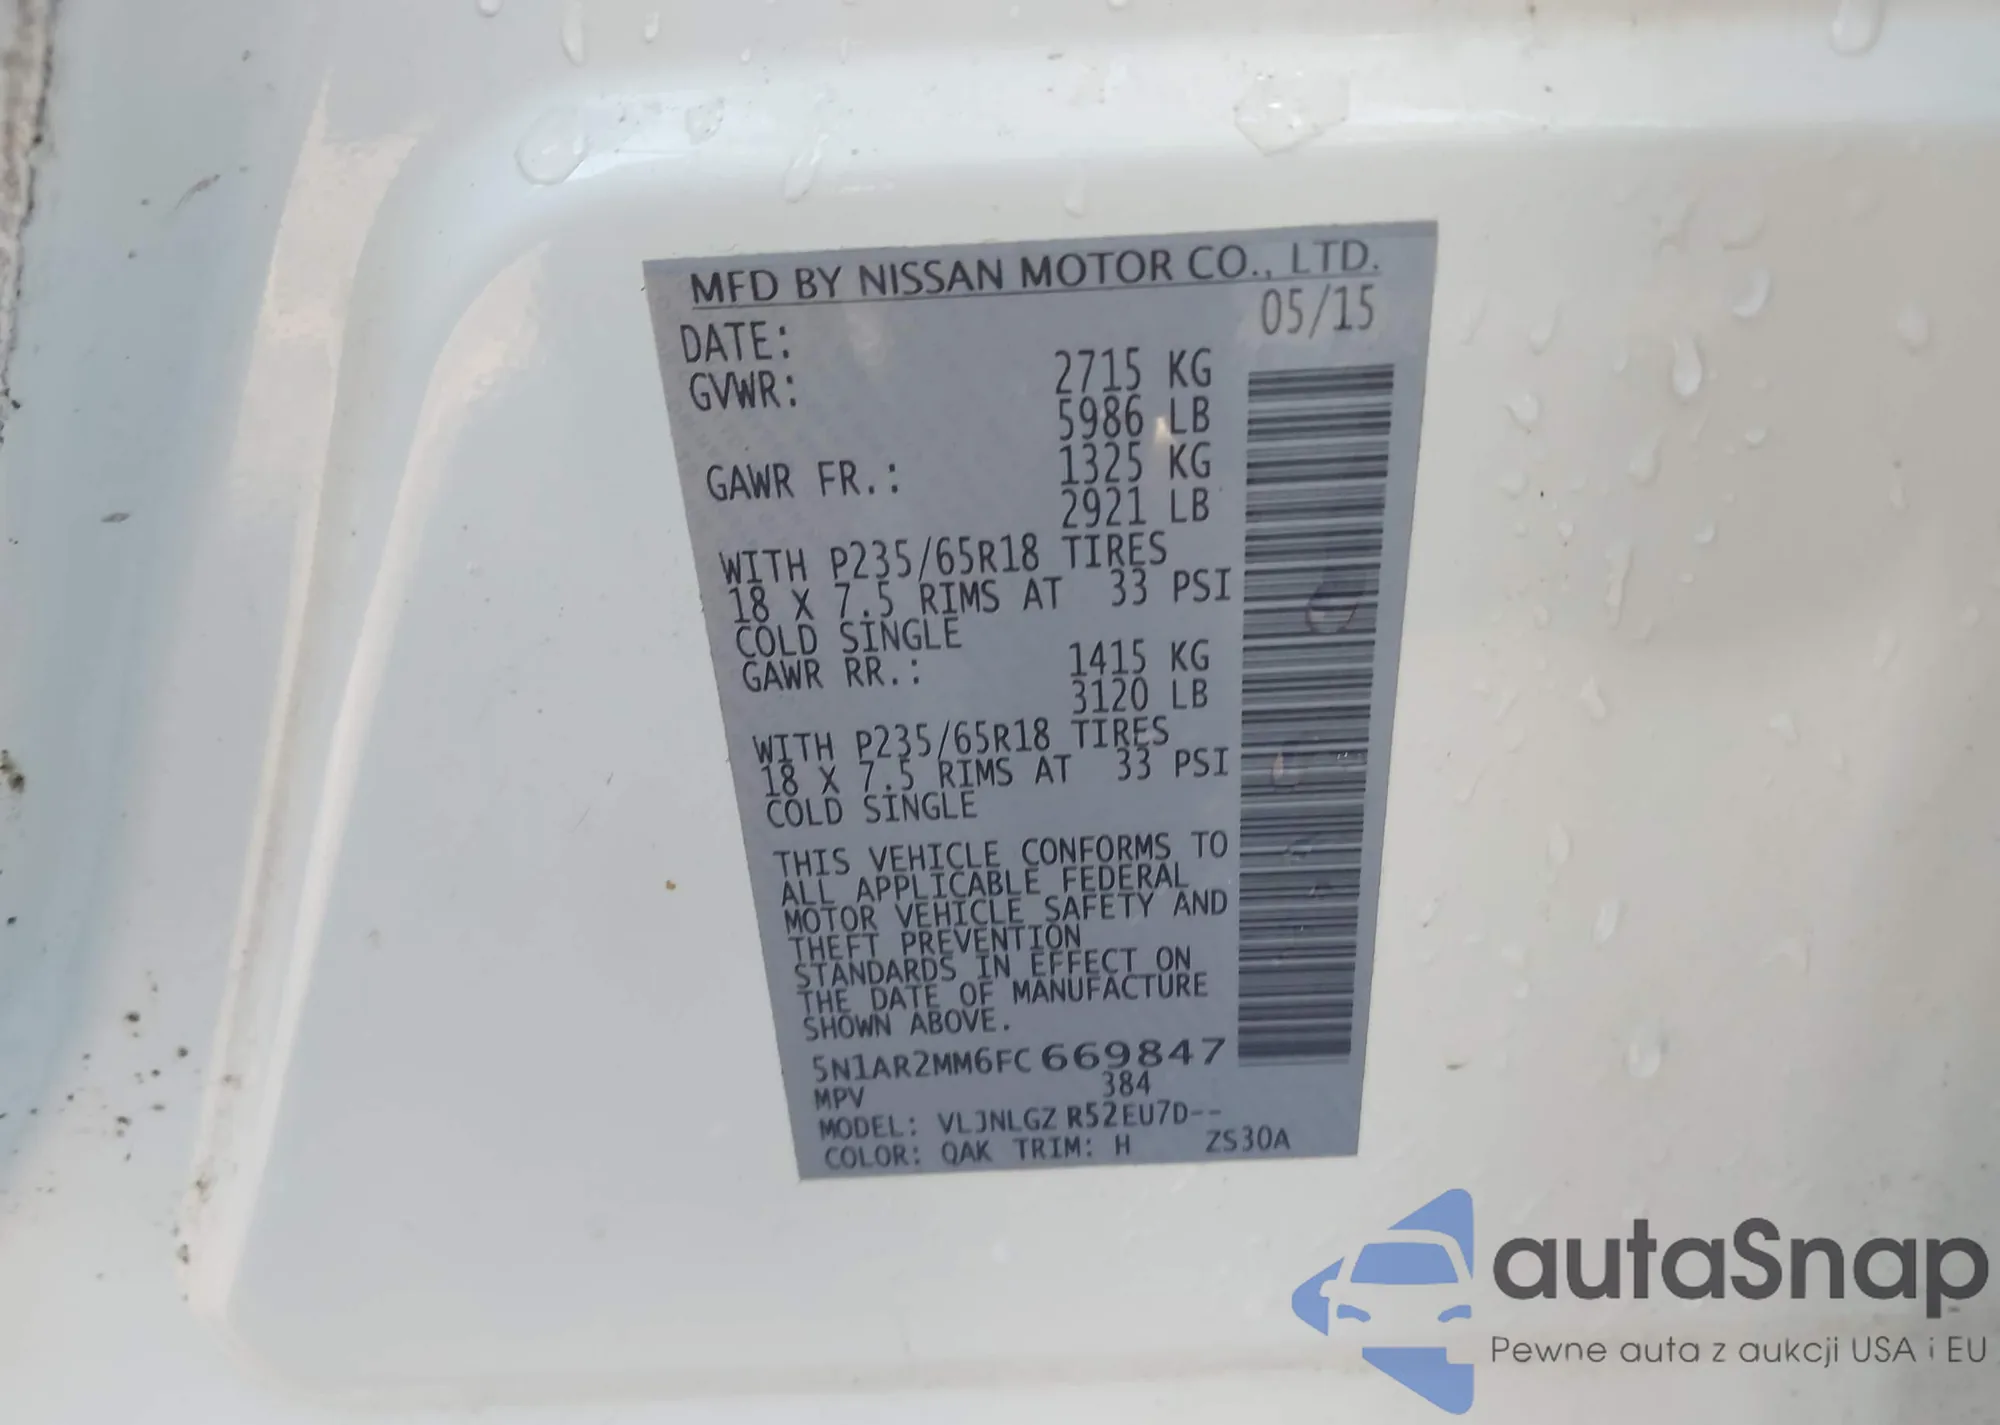 MFD BY NISSAN MOTOR CO., LTD.
DATE: 05/15
GVWR: 2715 KG
5986 LB
GAWR FR.: 1325 KG
2921 LB
WITH P235/65R18 TIRES
18 X 7.5 RIMS AT 33 PSI
COLD SINGLE
GAWR RR.: 1415 KG
3120 LB
WITH P235/65R18 TIRES
18 X 7.5 RIMS AT 33 PSI
COLD SINGLE
THIS VEHICLE CONFORMS TO
ALL APPLICABLE FEDERAL
MOTOR VEHICLE SAFETY AND
THEFT PREVENTION
STANDARDS IN EFFECT ON
THE DATE OF MANUFACTURE
SHOWN ABOVE.
5N1AR2MM6FC669847
MPV 384
MODEL: VLJNLGZ R52EU7D--
COLOR: QAK TRIM: H ZS30A
autaSnap
Pewne auta z aukcji USA i EU